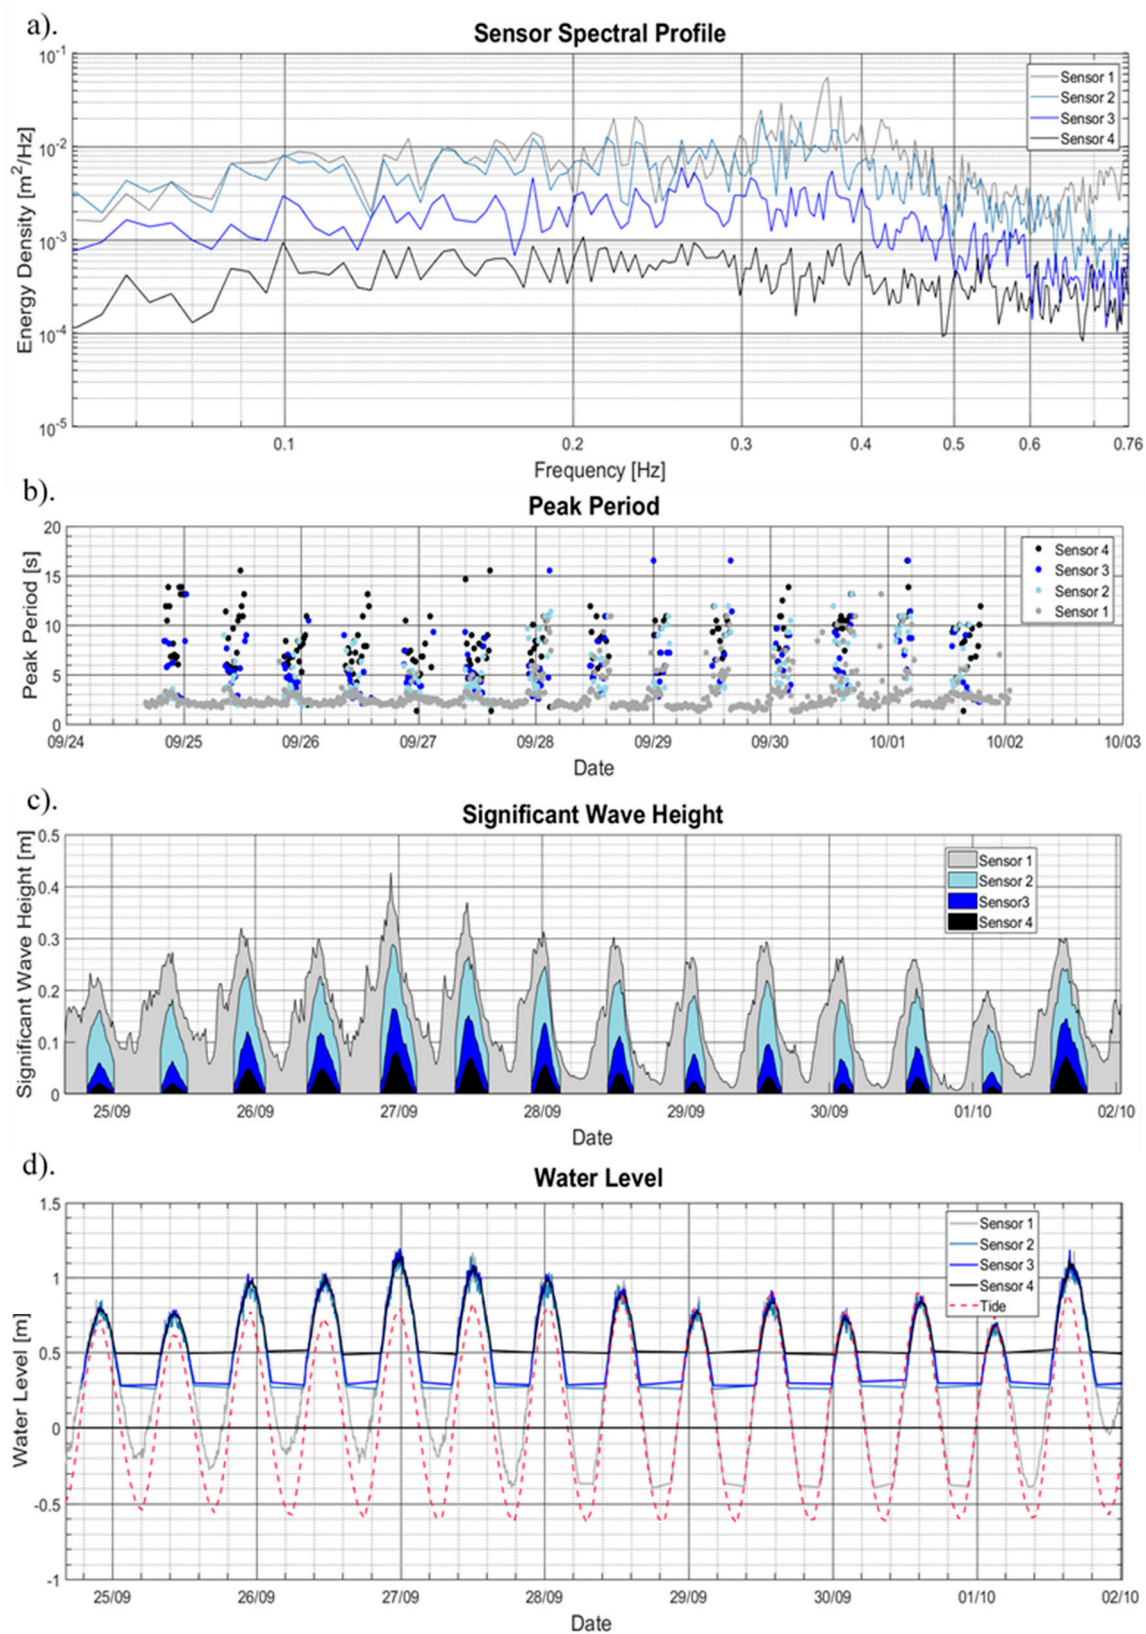 a).
Sensor Spectral Profile
Energy Density [m²/Hz]
10⁻¹
10⁻²
10⁻³
10⁻⁴
10⁻⁵
Sensor 1
Sensor 2
Sensor 3
Sensor 4
0.1 0.2 0.3 0.4 0.5 0.6 0.76
Frequency [Hz]
b).
Peak Period
Peak Period [s]
20
15
10
5
0
Sensor 4
Sensor 3
Sensor 2
Sensor 1
09/24 09/25 09/26 09/27 09/28 09/29 09/30 10/01 10/02 10/03
Date
c).
Significant Wave Height
Significant Wave Height [m]
0.5
0.4
0.3
0.2
0.1
0
Sensor 1
Sensor 2
Sensor3
Sensor 4
25/09 26/09 27/09 28/09 29/09 30/09 01/10 02/10
Date
d).
Water Level
Water Level [m]
1.5
1
0.5
0
-0.5
-1
Sensor 1
Sensor 2
Sensor 3
Sensor 4
Tide
25/09 26/09 27/09 28/09 29/09 30/09 01/10 02/10
Date